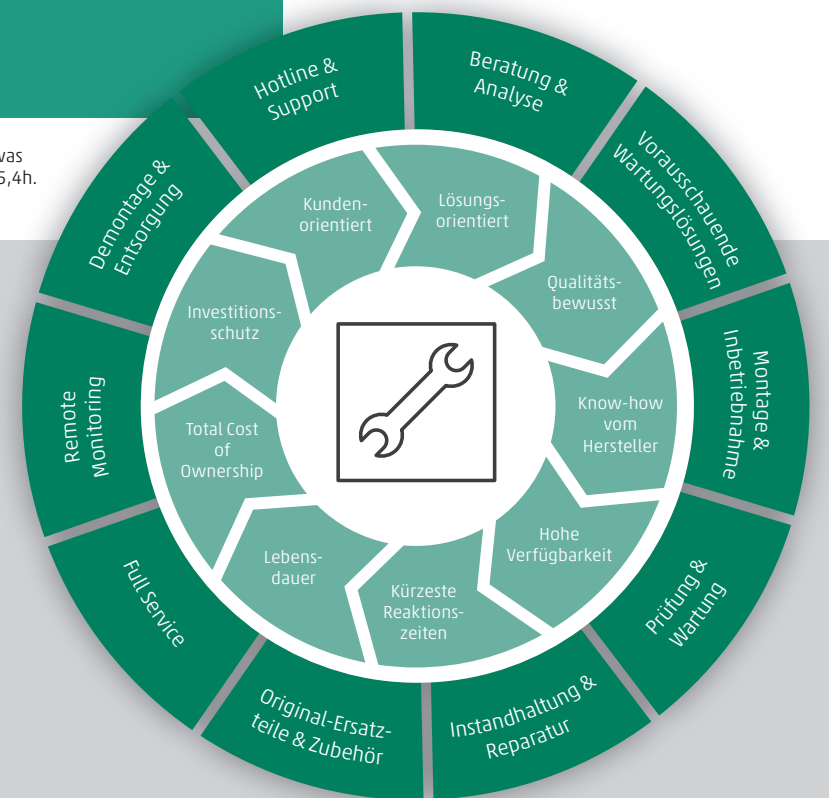 was
5,4h.
Hotline &
Support
Beratung &
Analyse
Vorausschauende
Wartungslösungen
Montage &
Inbetriebnahme
Prüfung &
Wartung
Instandhaltung &
Reparatur
Original-Ersatz-
teile & Zubehör
Full Service
Remote
Monitoring
Demontage &
Entsorgung
Kunden-
orientiert
Lösungs-
orientiert
Qualitäts-
bewusst
Know-how
vom
Hersteller
Hohe
Verfügbarkeit
Kürzeste
Reaktions-
zeiten
Lebens-
dauer
Total Cost
of
Ownership
Investitions-
schutz